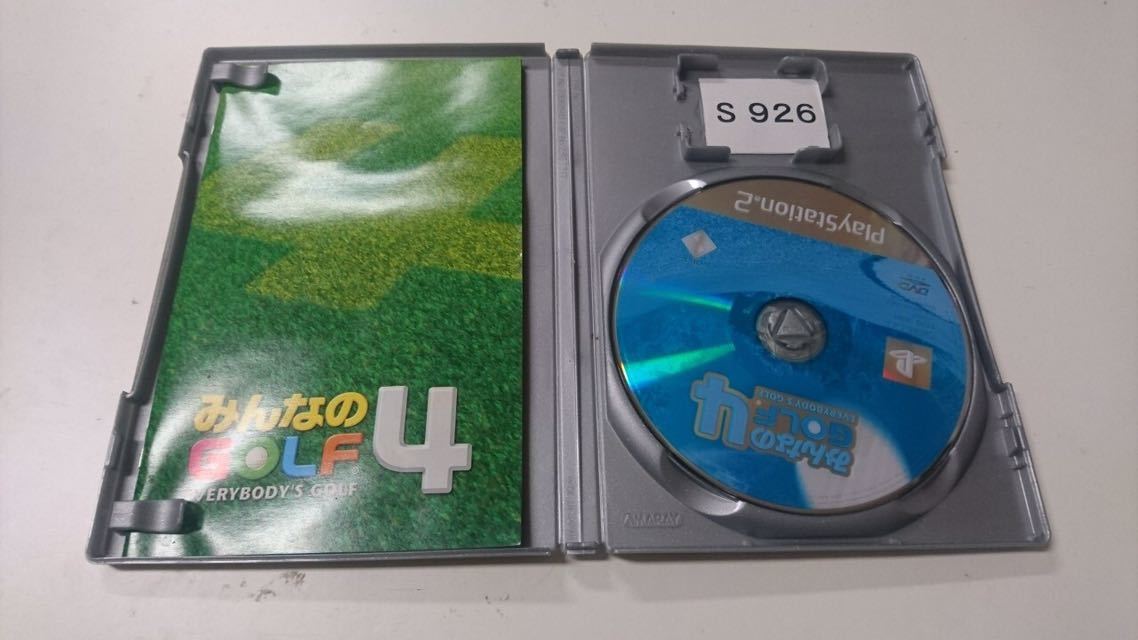 みんなの
GOLF 4
EVERYBODY'S GOLF
S 926
PlayStation.2
DVD
みんなの
GOLF 4
EVERYBODY'S GOLF
AMARAY